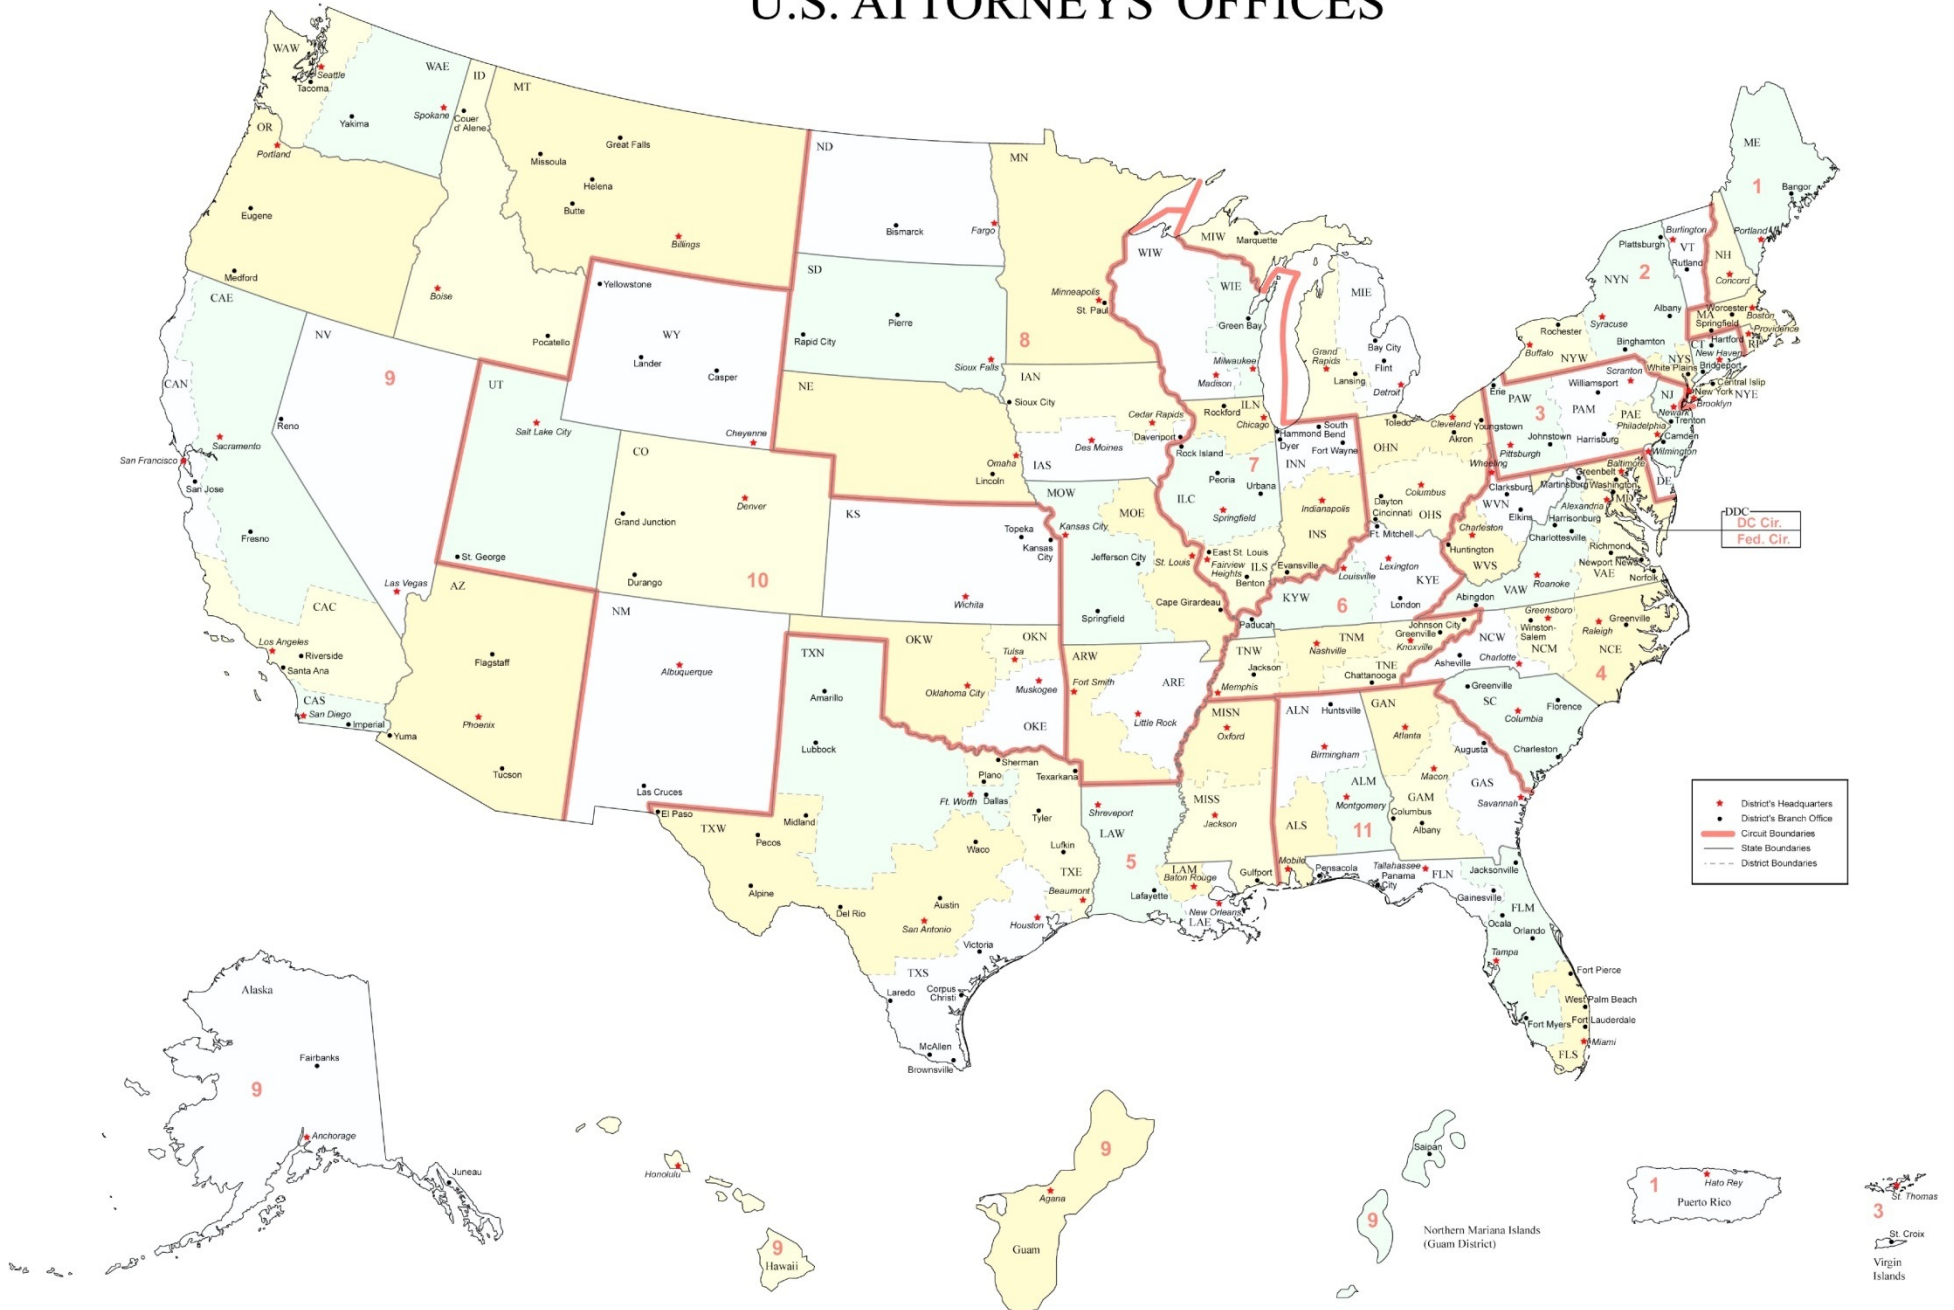 U.S. ATTORNEYS' OFFICES
WAW
Seattle
Tacoma
WAE
Spokane
Yakima
ID
Couer
d' Alene
MT
Great Falls
Missoula
Helena
Butte
Billings
OR
Portland
Eugene
Medford
Boise
Pocatello
ND
Bismarck
Fargo
MN
Minneapolis
St. Paul
8
SD
Rapid City
Pierre
Sioux Falls
WY
Yellowstone
Lander
Casper
Cheyenne
NE
Omaha
Lincoln
IAN
Sioux City
Cedar Rapids
Des Moines
Davenport
IAS
WIW
WIE
Green Bay
Milwaukee
Madison
MIW
Marquette
MIE
Grand
Rapids
Lansing
Bay City
Flint
Detroit
CAE
CAN
NV
9
Reno
Sacramento
San Francisco
San Jose
Fresno
Las Vegas
CAC
Los Angeles
Riverside
Santa Ana
CAS
San Diego
Imperial
UT
Salt Lake City
St. George
CO
Denver
Grand Junction
Durango
10
KS
Topeka
Kansas
City
Wichita
AZ
Flagstaff
Phoenix
Yuma
Tucson
NM
Albuquerque
Las Cruces
MOW
MOE
Kansas City
Jefferson City
St. Louis
Springfield
Cape Girardeau
ILN
Rockford
Chicago
Rock Island
7
Peoria
Urbana
ILC
Springfield
East St. Louis
Fairview
Heights
ILS
Benton
Hammond
Dyer
South
Bend
Fort Wayne
INN
Indianapolis
INS
Evansville
Toledo
Cleveland
Youngstown
Akron
OHN
Columbus
Dayton
Cincinnati
OHS
Ft. Mitchell
Lexington
Louisville
KYE
KYW
6
London
Paducah
OKW
OKN
Tulsa
Oklahoma City
Muskogee
OKE
ARW
Fort Smith
ARE
Little Rock
TNW
Jackson
Memphis
TNM
Nashville
TNE
Chattanooga
Johnson City
Greenville
Knoxville
TXN
Amarillo
Lubbock
Sherman
Plano
Texarkana
Ft. Worth
Dallas
Tyler
Lufkin
TXE
Beaumont
El Paso
TXW
Midland
Pecos
Waco
Alpine
Del Rio
Austin
San Antonio
Houston
Victoria
TXS
Laredo
Corpus
Christi
McAllen
Brownsville
Shreveport
LAW
5
Lafayette
LAM
Baton Rouge
New Orleans
LAE
MISN
Oxford
MISS
Jackson
Gulfport
ALN
Huntsville
Birmingham
ALM
Montgomery
ALS
11
Mobile
GAN
Atlanta
Macon
GAM
Columbus
Albany
Augusta
GAS
Savannah
Pensacola
Tallahassee
Panama
City
FLN
Jacksonville
Gainesville
FLM
Ocala
Orlando
Tampa
Fort Pierce
West Palm Beach
Fort Myers
Fort Lauderdale
Miami
FLS
SC
Greenville
Florence
Columbia
Charleston
NCW
Asheville
Charlotte
Greensboro
Winston-
Salem
NCM
Raleigh
Greenville
NCE
4
Wheeling
Clarksburg
WVN
Elkins
Martinsburg
Charleston
Huntington
WVS
Harrisonburg
Charlottesville
Alexandria
Richmond
Newport News
VAE
Norfolk
Roanoke
VAW
Abingdon
Baltimore
Greenbelt
Washington
MD
DE
Wilmington
DDC
DC Cir.
Fed. Cir.
Erie
PAW
3
Johnstown
Pittsburgh
Williamsport
Scranton
PAM
Harrisburg
PAE
Philadelphia
NJ
Newark
Trenton
Camden
2
NYN
Plattsburgh
Albany
Syracuse
Binghamton
Rochester
Buffalo
NYW
NYS
White Plains
Central Islip
New York
NYE
Brooklyn
Burlington
VT
Rutland
NH
Concord
ME
1
Bangor
Portland
MA
Worcester
Boston
Springfield
Providence
RI
CT
Hartford
New Haven
Bridgeport
District's Headquarters
District's Branch Office
Circuit Boundaries
State Boundaries
District Boundaries
Alaska
Fairbanks
9
Anchorage
Juneau
Honolulu
9
Hawaii
9
Agana
Guam
Saipan
9
Northern Mariana Islands
(Guam District)
1
Hato Rey
Puerto Rico
St. Thomas
3
St. Croix
Virgin
Islands